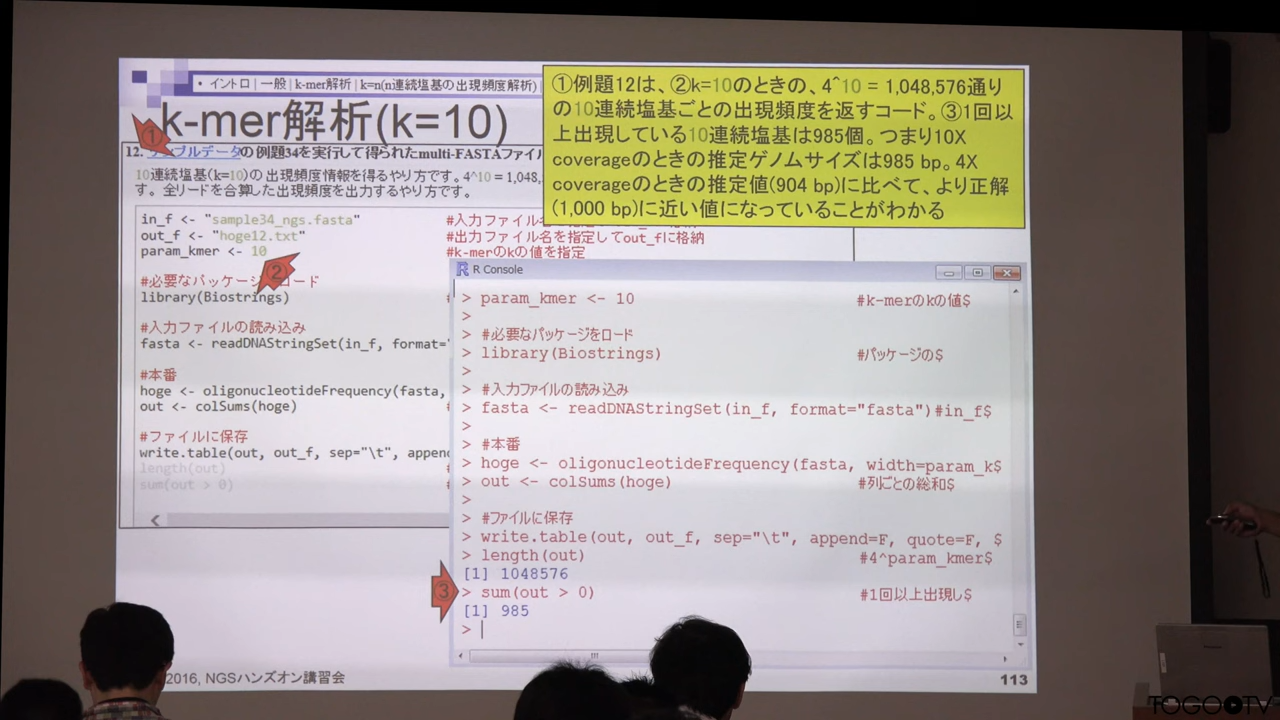 • イントロ | 一般 | k-mer解析 | k=n(n連続塩基の出現頻度解析)
k-mer解析(k=10)
①例題12は、②k=10のときの、4^10 = 1,048,576通り
の10連続塩基ごとの出現頻度を返すコード。③1回以
上出現している10連続塩基は985個。つまり10X
coverageのときの推定ゲノムサイズは985 bp。4X
coverageのときの推定値(904 bp)に比べて、より正解
(1,000 bp)に近い値になっていることがわかる
①
12. サンプルデータの例題34を実行して得られたmulti-FASTAファイル
10連続塩基(k=10)の出現頻度情報を得るやり方です。4^10 = 1,048,
す。全リードを合算した出現頻度を出力するやり方です。
in_f <- "sample34_ngs.fasta" #入力ファイル名
out_f <- "hoge12.txt" #出力ファイル名を指定してout_fに格納
param_kmer <- 10 #k-merのkの値を指定
②
#必要なパッケージをロード
library(Biostrings)
#入力ファイルの読み込み
fasta <- readDNAStringSet(in_f, format="
#本番
hoge <- oligonucleotideFrequency(fasta,
out <- colSums(hoge)
#ファイルに保存
write.table(out, out_f, sep="\t", appen
length(out)
sum(out > 0)
R Console
> param_kmer <- 10 #k-merのkの値$
>
> #必要なパッケージをロード
> library(Biostrings) #パッケージの$
>
> #入力ファイルの読み込み
> fasta <- readDNAStringSet(in_f, format="fasta")#in_f$
>
> #本番
> hoge <- oligonucleotideFrequency(fasta, width=param_k$
> out <- colSums(hoge) #列ごとの総和$
>
> #ファイルに保存
> write.table(out, out_f, sep="\t", append=F, quote=F, $
> length(out) #4^param_kmer$
[1] 1048576
③
> sum(out > 0) #1回以上出現し$
[1] 985
>
2016, NGSハンズオン講習会
113
TOGOTV